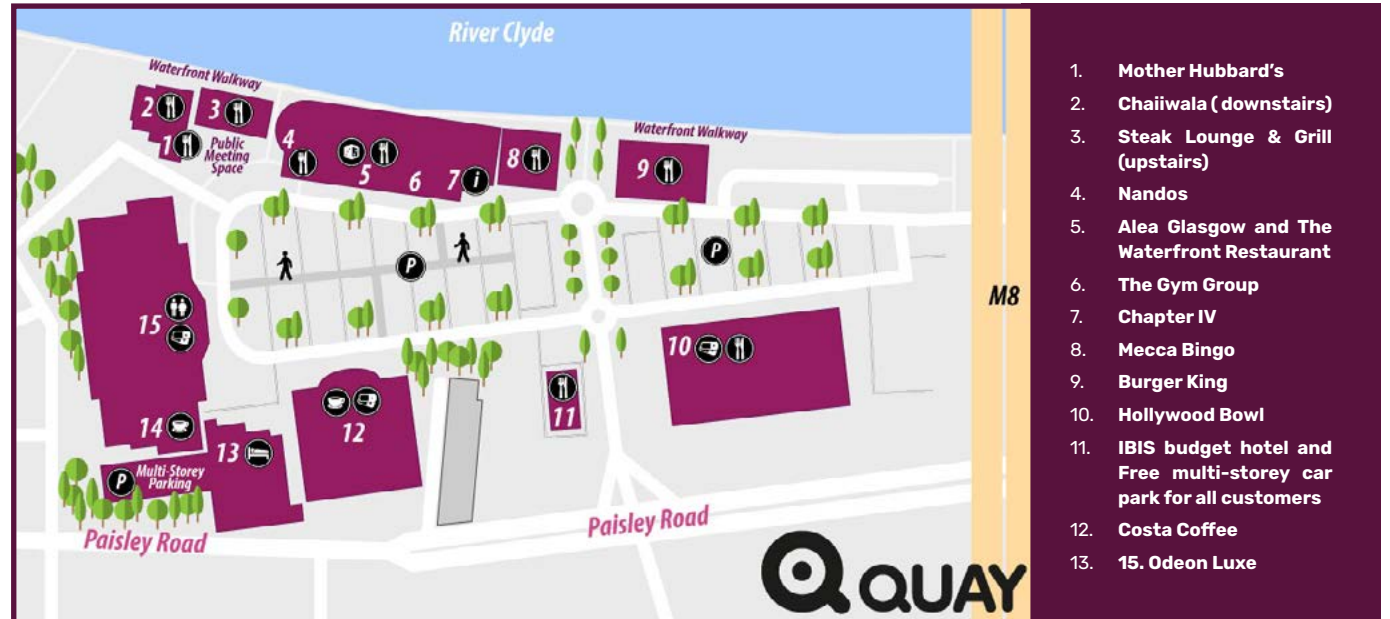 River Clyde
Waterfront Walkway
2
3
1
Public
Meeting
Space
4
5
6
7
i
8
Waterfront Walkway
9
P
P
M8
15
10
11
12
14
13
P
Multi-Storey
Parking
Paisley Road
Paisley Road
QUAY
1. Mother Hubbard’s
2. Chaiiwala ( downstairs)
3. Steak Lounge & Grill
(upstairs)
4. Nandos
5. Alea Glasgow and The
Waterfront Restaurant
6. The Gym Group
7. Chapter IV
8. Mecca Bingo
9. Burger King
10. Hollywood Bowl
11. IBIS budget hotel and
Free multi-storey car
park for all customers
12. Costa Coffee
13. 15. Odeon Luxe